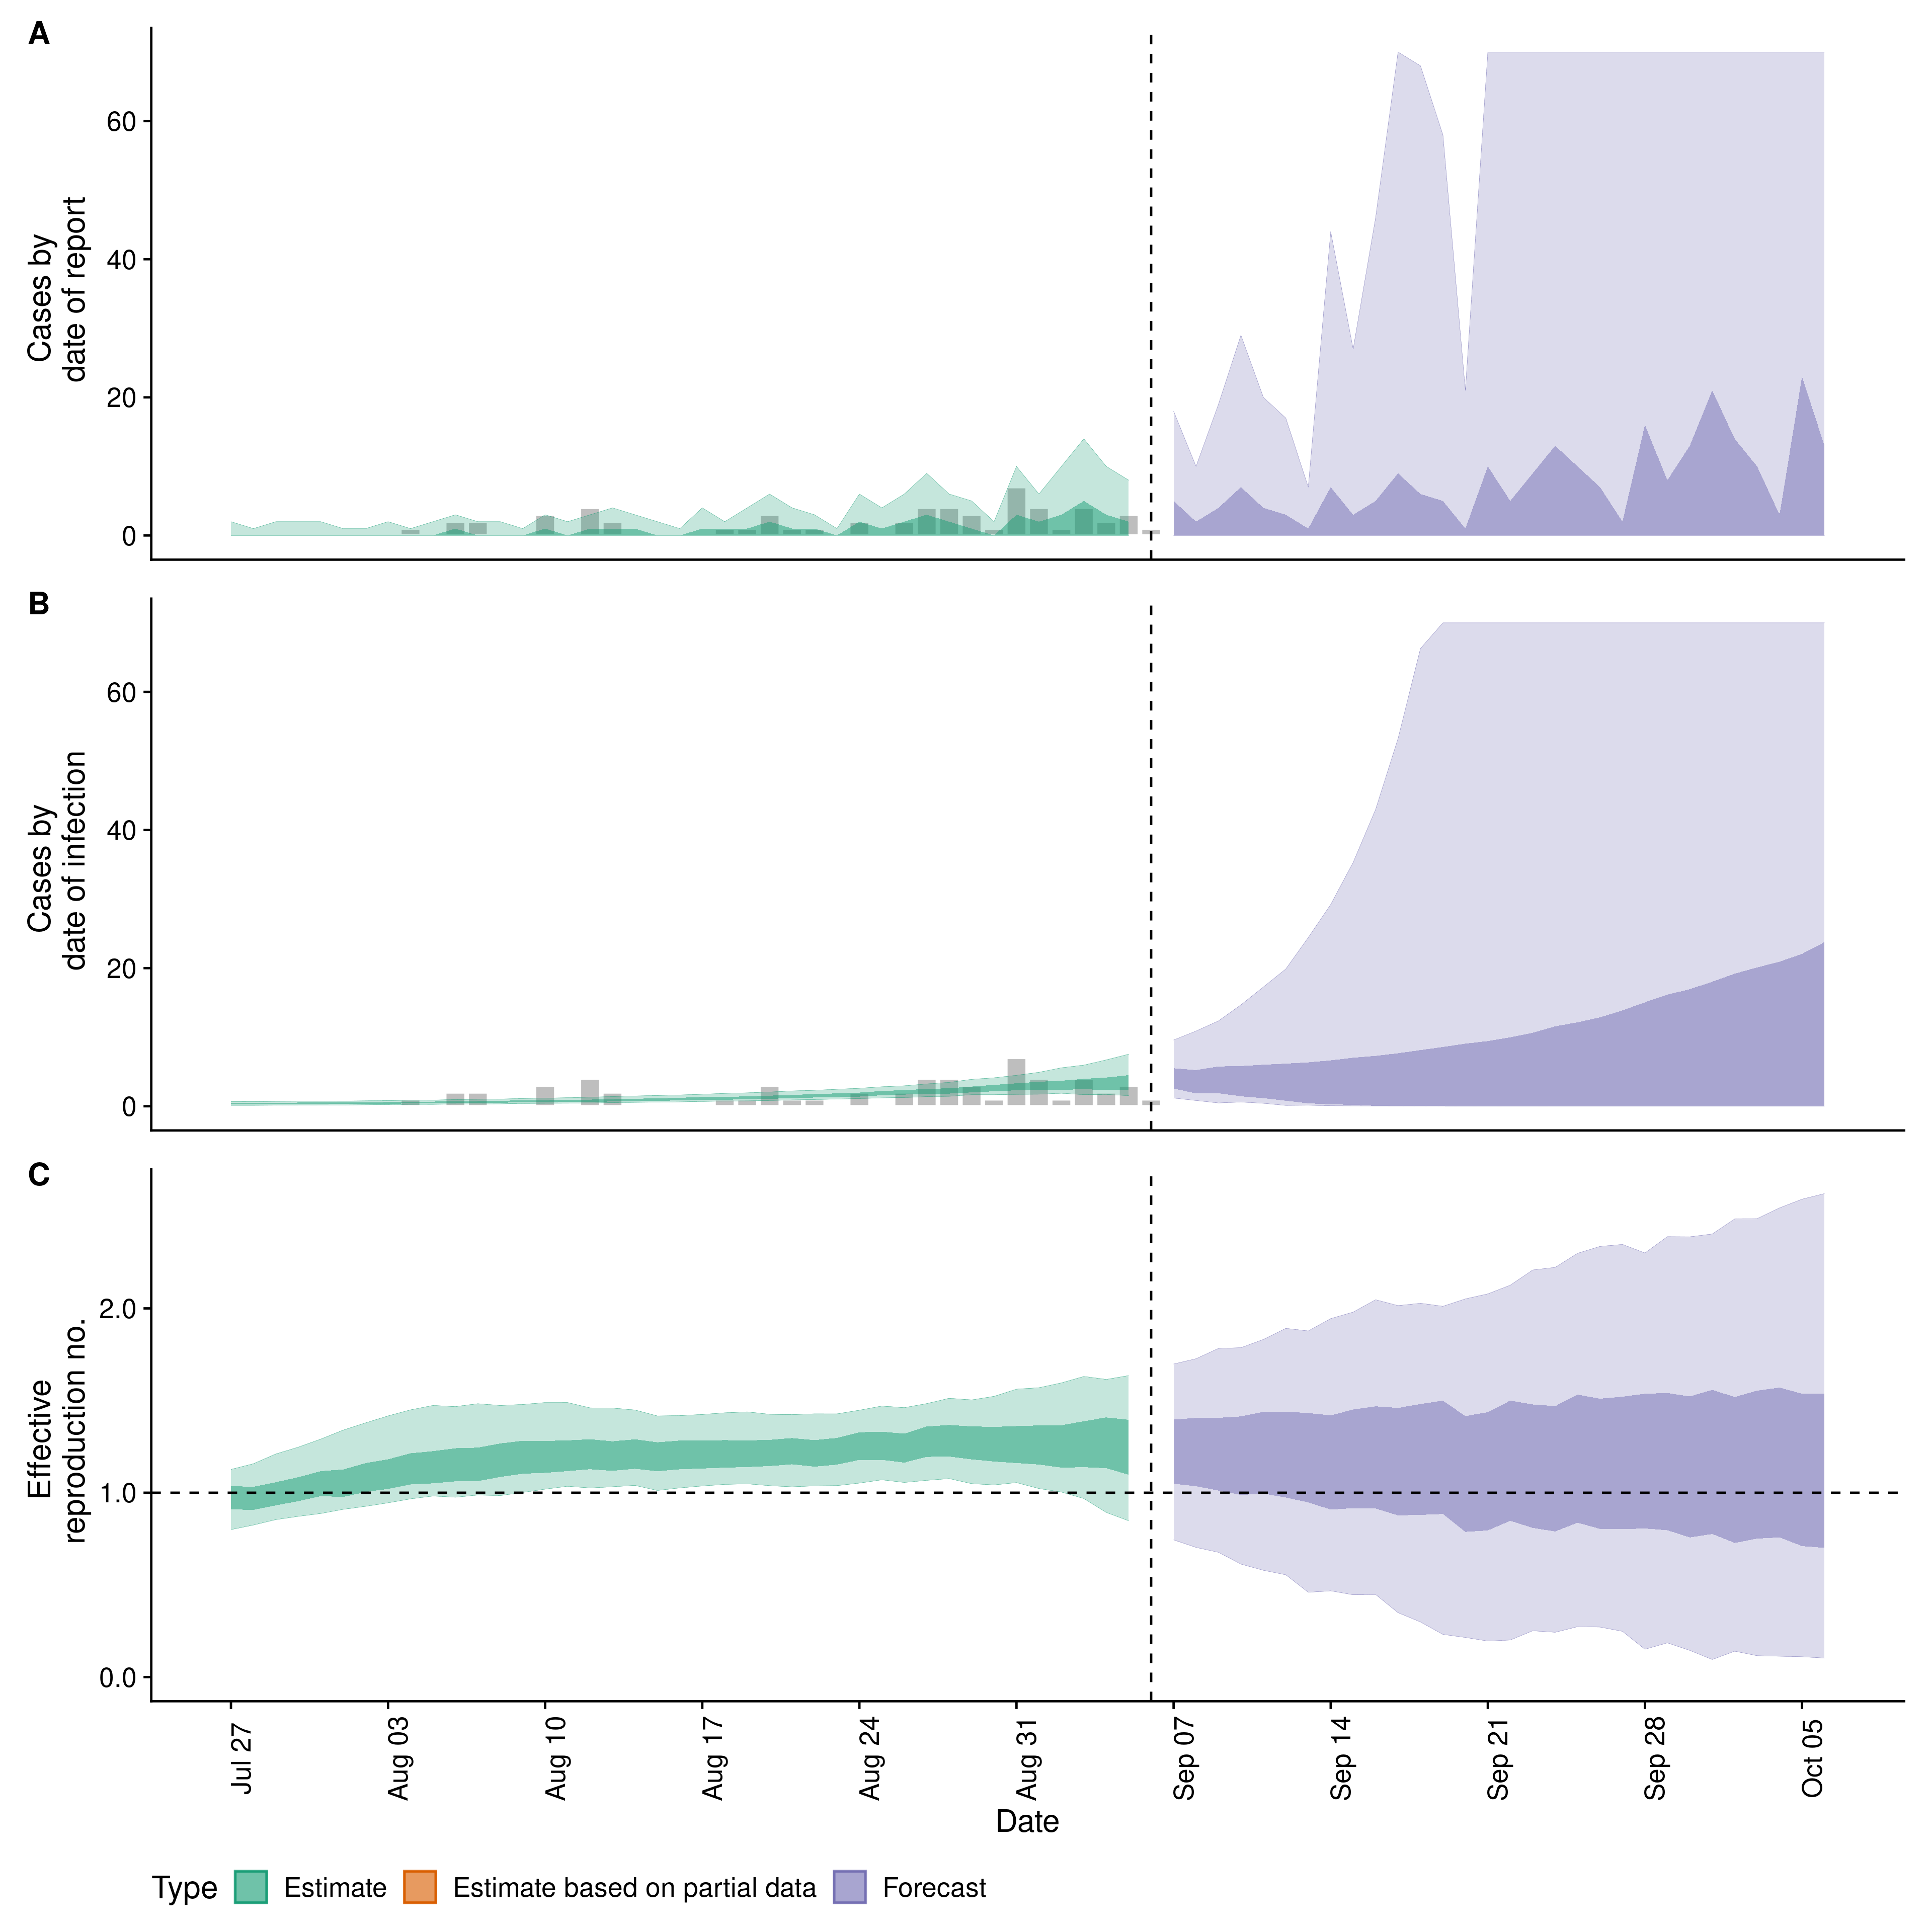 A
Cases by
date of report
60
40
20
0
B
Cases by
date of infection
60
40
20
0
C
Effective
reproduction no.
2.0
1.0
0.0
Jul 27
Aug 03
Aug 10
Aug 17
Aug 24
Aug 31
Sep 07
Sep 14
Sep 21
Sep 28
Oct 05
Date
Type Estimate Estimate based on partial data Forecast